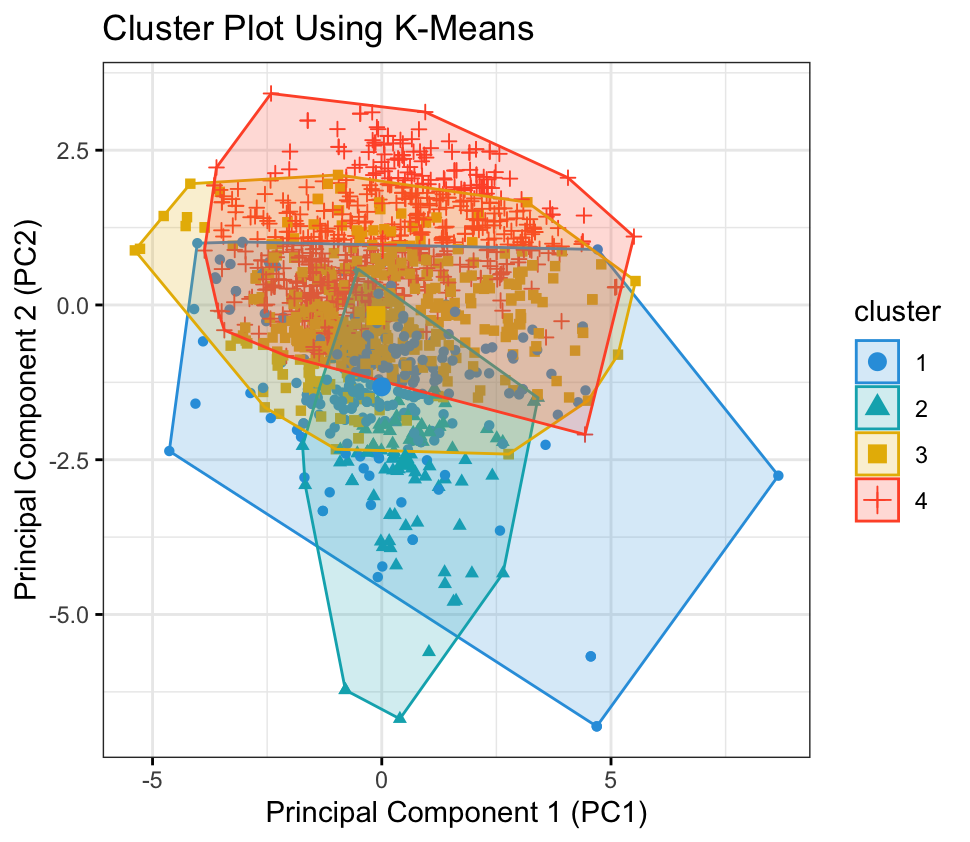 Cluster Plot Using K-Means
2.5
0.0
-2.5
-5.0
Principal Component 2 (PC2)
-5
0
5
Principal Component 1 (PC1)
cluster
1
2
3
4